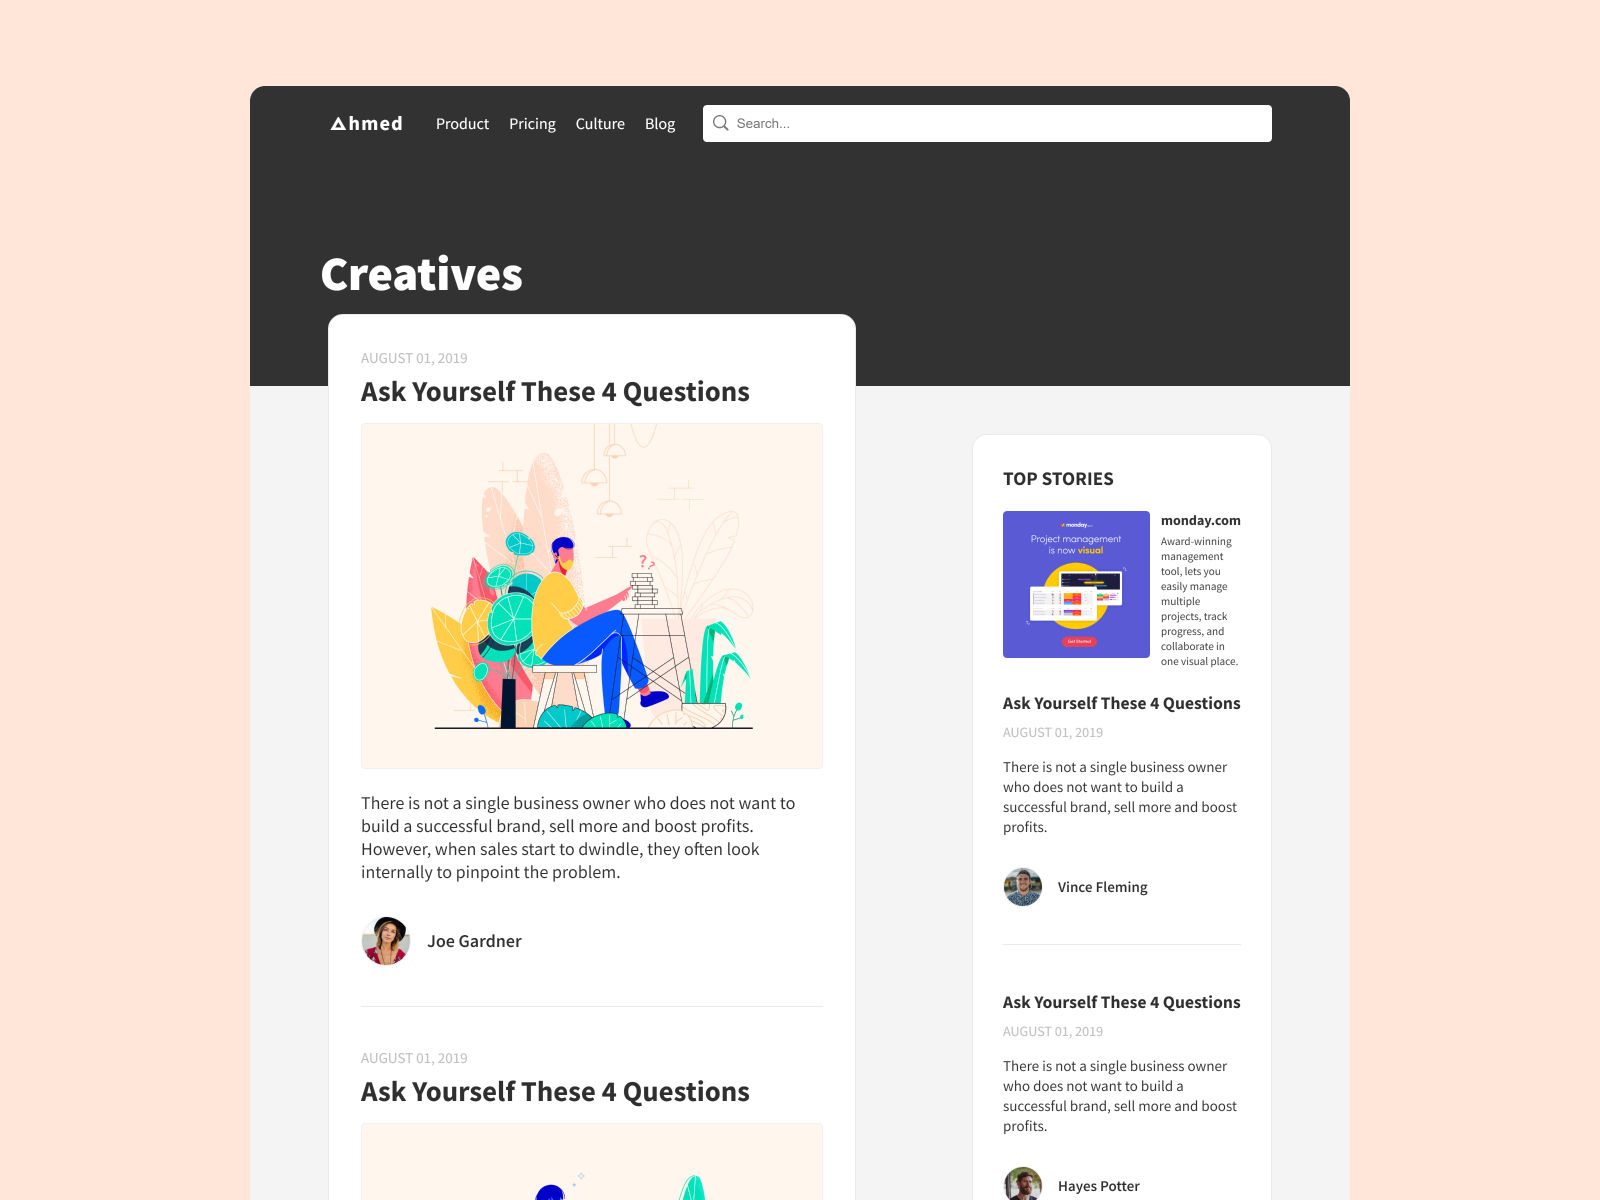 Ahmed
Product Pricing Culture Blog
Search...
Creatives
AUGUST 01, 2019
Ask Yourself These 4 Questions
??
There is not a single business owner who does not want to
build a successful brand, sell more and boost profits.
However, when sales start to dwindle, they often look
internally to pinpoint the problem.
Joe Gardner
AUGUST 01, 2019
Ask Yourself These 4 Questions
TOP STORIES
monday.com
Project management
is now visual
Get Started
monday.com
Award-winning
management
tool, lets you
easily manage
multiple
projects, track
progress, and
collaborate in
one visual place.
Ask Yourself These 4 Questions
AUGUST 01, 2019
There is not a single business owner
who does not want to build a
successful brand, sell more and boost
profits.
Vince Fleming
Ask Yourself These 4 Questions
AUGUST 01, 2019
There is not a single business owner
who does not want to build a
successful brand, sell more and boost
profits.
Hayes Potter